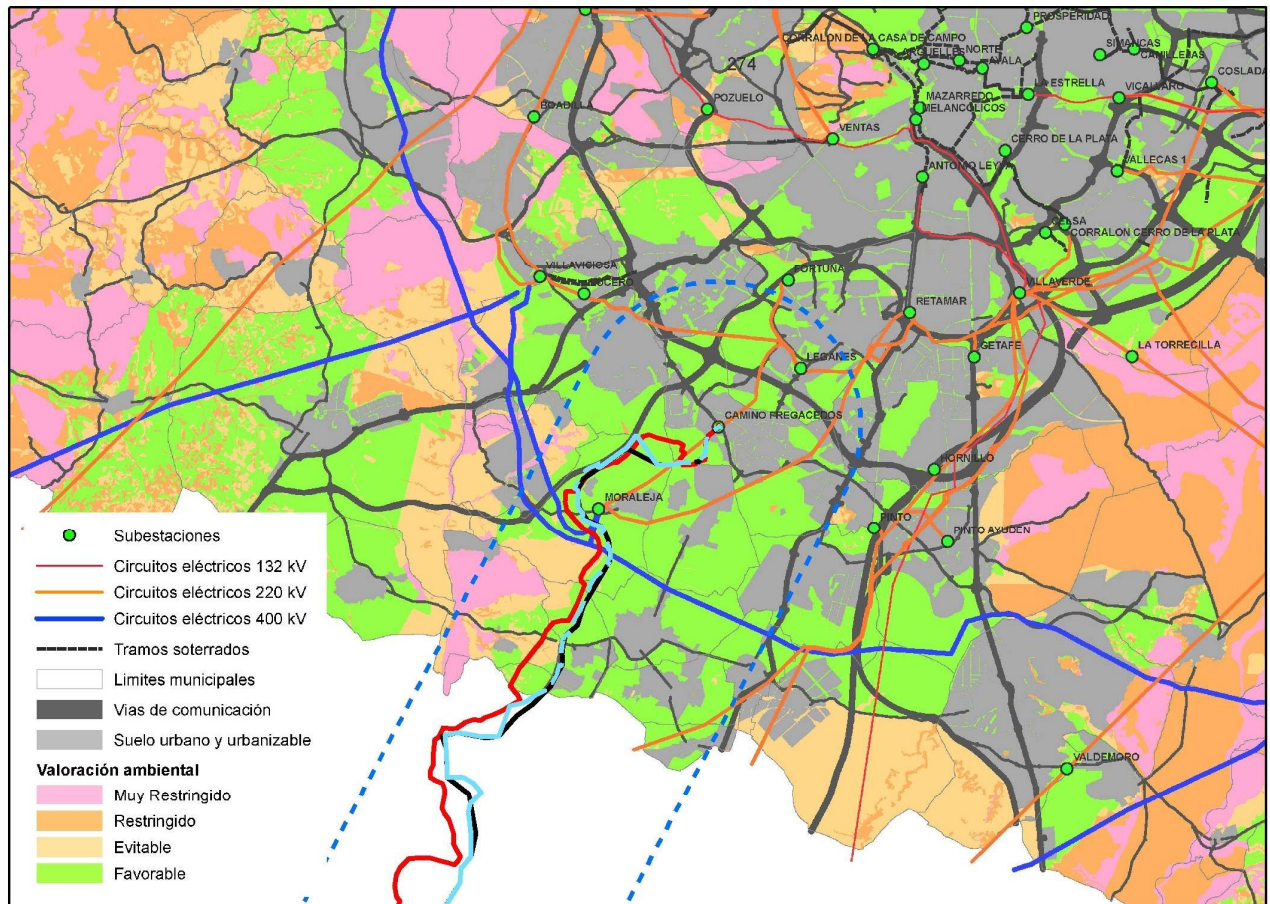 PROSPERIDAD
CORRALON DE LA CASA DE CAMPO
SIMANCAS
CANILLEJAS
ARGUELLES
NORTE
AYALA
274
COSLADA
LA ESTRELLA
VICALVARO
MAZARREDO
POZUELO
MELANCOLICOS
BOADILLA
VENTAS
CERRO DE LA PLATA
VALLECAS 1
ANTONIO LEY
CELSA
CORRALON CERRO DE LA PLATA
VILLAVICIOSA
FORTUNA
LUCERO
VILLAVERDE
RETAMAR
GETAFE
LA TORRECILLA
LEGANES
CAMINO FREGACEDOS
HORNILLO
MORALEJA
PINTO
PINTO AYUDEN
VALDEMORO
Subestaciones
Circuitos eléctricos 132 kV
Circuitos eléctricos 220 kV
Circuitos eléctricos 400 kV
Tramos soterrados
Limites municipales
Vias de comunicación
Suelo urbano y urbanizable
Valoración ambiental
Muy Restringido
Restringido
Evitable
Favorable